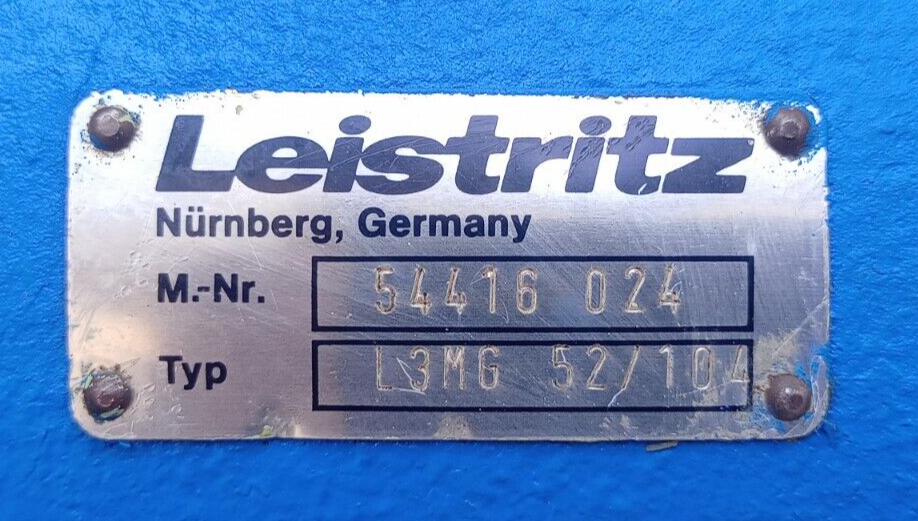 Leistritz
Nürnberg, Germany
M.-Nr. 54416 024
Typ L3MG 52/104